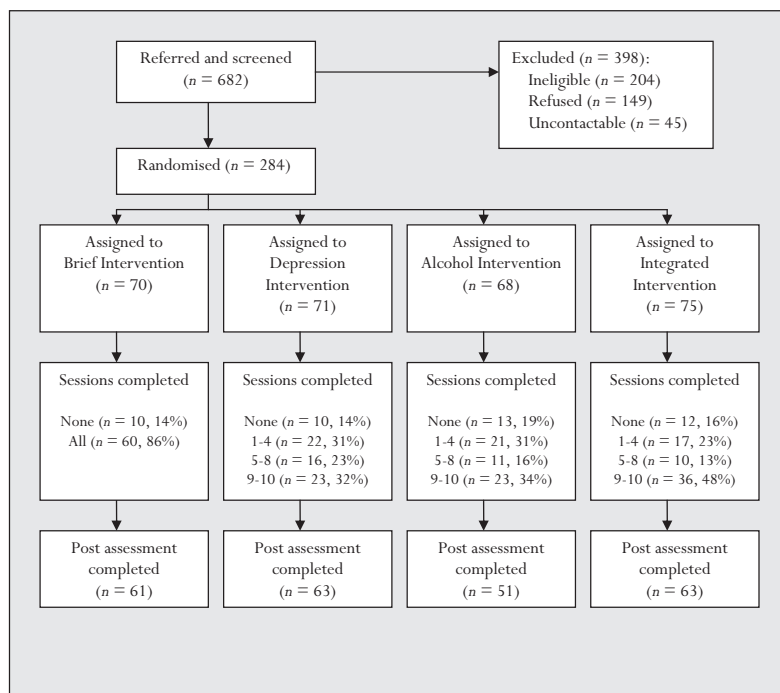 Referred and screened
(n = 682)
Excluded (n = 398):
Ineligible (n = 204)
Refused (n = 149)
Uncontactable (n = 45)
Randomised (n = 284)
Assigned to
Brief Intervention
(n = 70)
Assigned to
Depression
Intervention
(n = 71)
Assigned to
Alcohol Intervention
(n = 68)
Assigned to
Integrated
Intervention
(n = 75)
Sessions completed
None (n = 10, 14%)
All (n = 60, 86%)
Sessions completed
None (n = 10, 14%)
1-4 (n = 22, 31%)
5-8 (n = 16, 23%)
9-10 (n = 23, 32%)
Sessions completed
None (n = 13, 19%)
1-4 (n = 21, 31%)
5-8 (n = 11, 16%)
9-10 (n = 23, 34%)
Sessions completed
None (n = 12, 16%)
1-4 (n = 17, 23%)
5-8 (n = 10, 13%)
9-10 (n = 36, 48%)
Post assessment
completed
(n = 61)
Post assessment
completed
(n = 63)
Post assessment
completed
(n = 51)
Post assessment
completed
(n = 63)